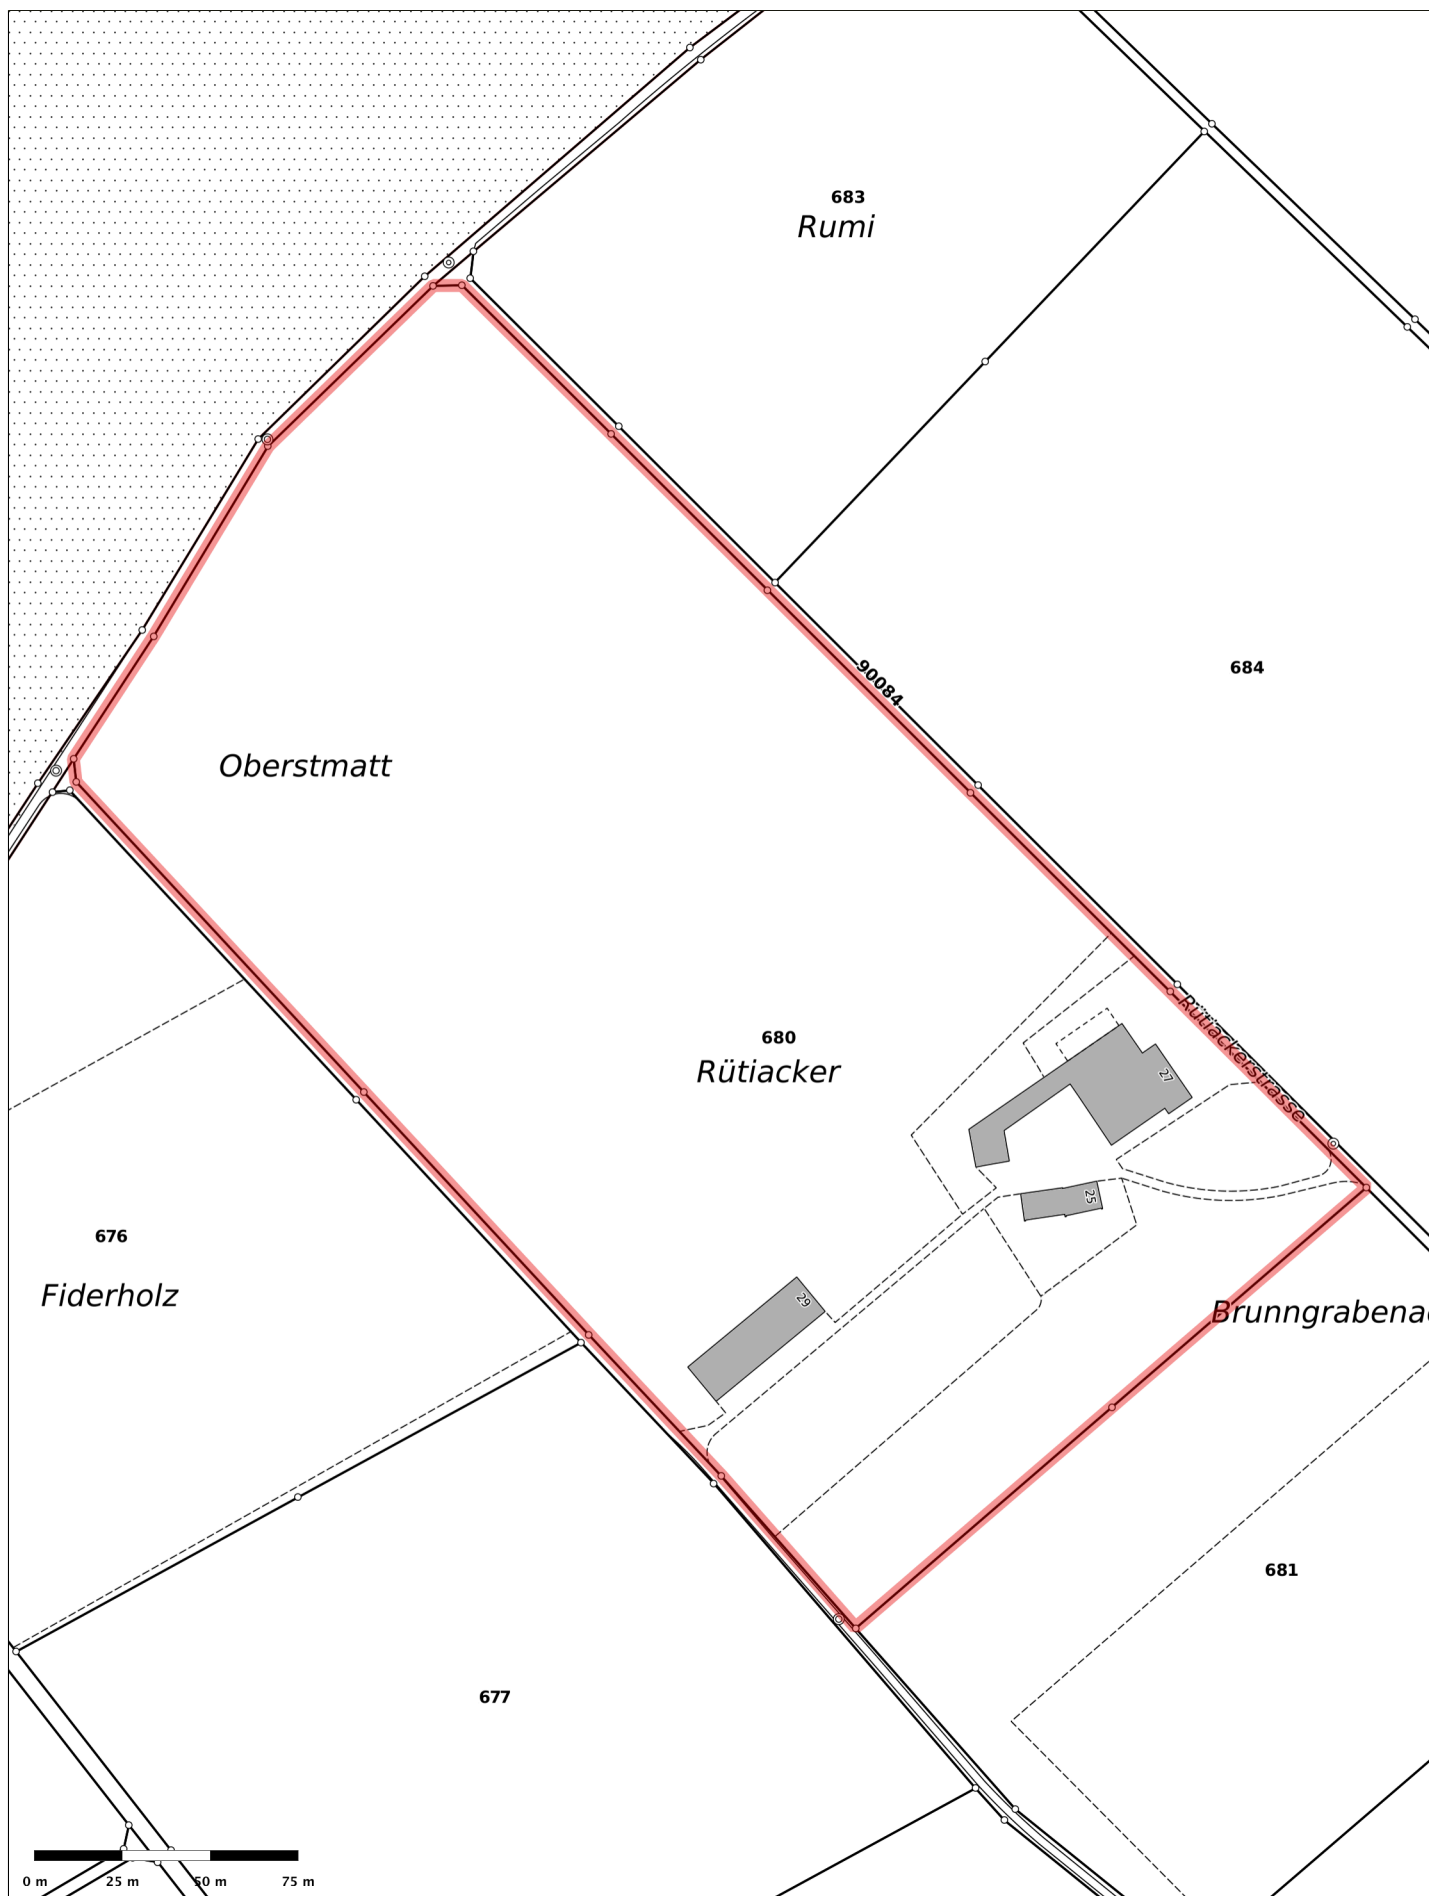 683
Rumi
684
90084
Oberstmatt
680
Rütiacker
Rütiackerstrasse
27
25
29
676
Fiderholz
Brunngrabena
681
677
0 m 25 m 50 m 75 m